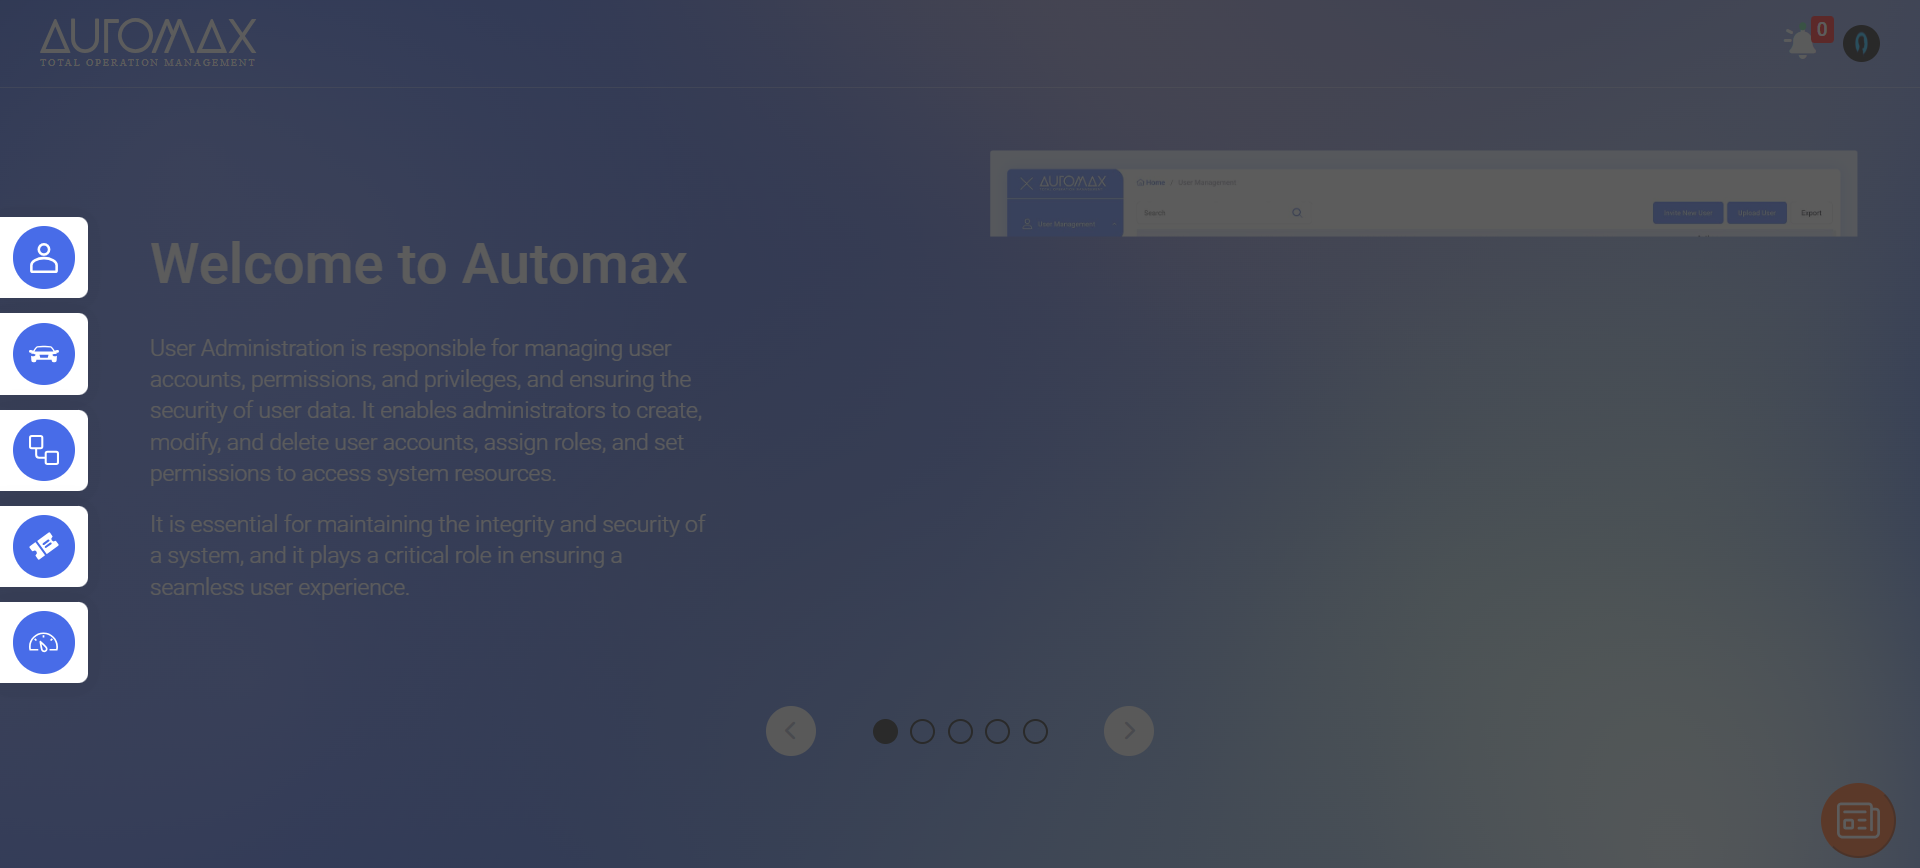 AUTOMAX
TOTAL OPERATION MANAGEMENT
0
AUTOMAX
Home / User Management
User Management
Search
Invite New User
Upload User
Export
Welcome to Automax
User Administration is responsible for managing user
accounts, permissions, and privileges, and ensuring the
security of user data. It enables administrators to create,
modify, and delete user accounts, assign roles, and set
permissions to access system resources.
It is essential for maintaining the integrity and security of
a system, and it plays a critical role in ensuring a
seamless user experience.